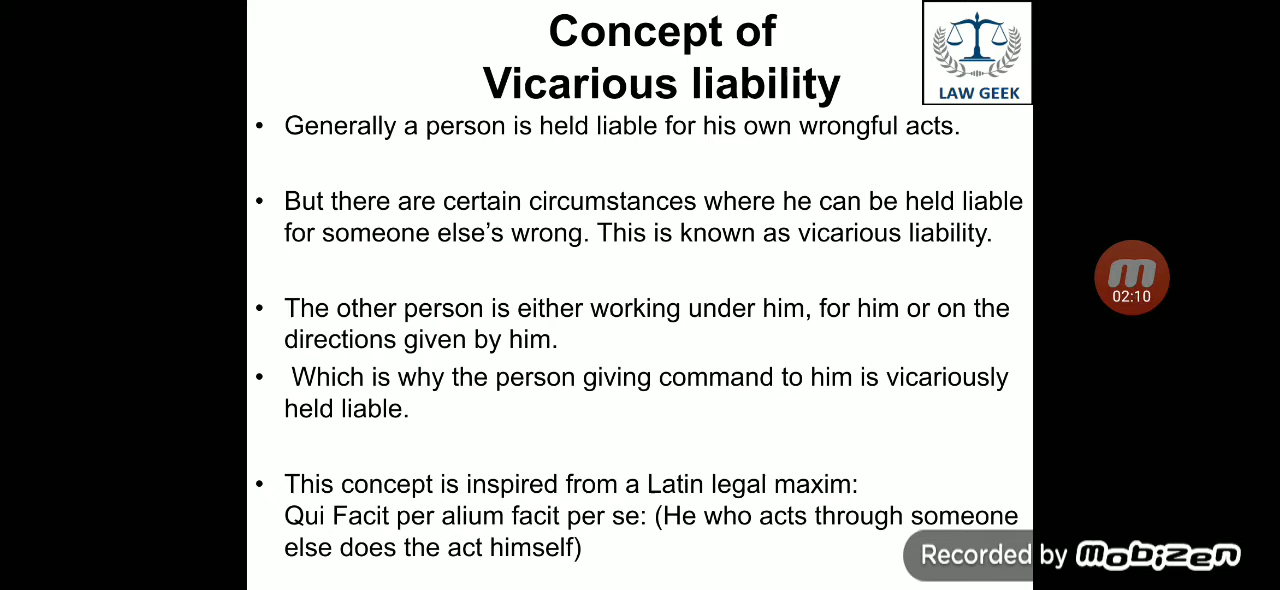 Concept of
Vicarious liability
LAW GEEK
• Generally a person is held liable for his own wrongful acts.
• But there are certain circumstances where he can be held liable
for someone else’s wrong. This is known as vicarious liability.
• The other person is either working under him, for him or on the
directions given by him.
• Which is why the person giving command to him is vicariously
held liable.
• This concept is inspired from a Latin legal maxim:
Qui Facit per alium facit per se: (He who acts through someone
else does the act himself)
02:10
Recorded by mobizen